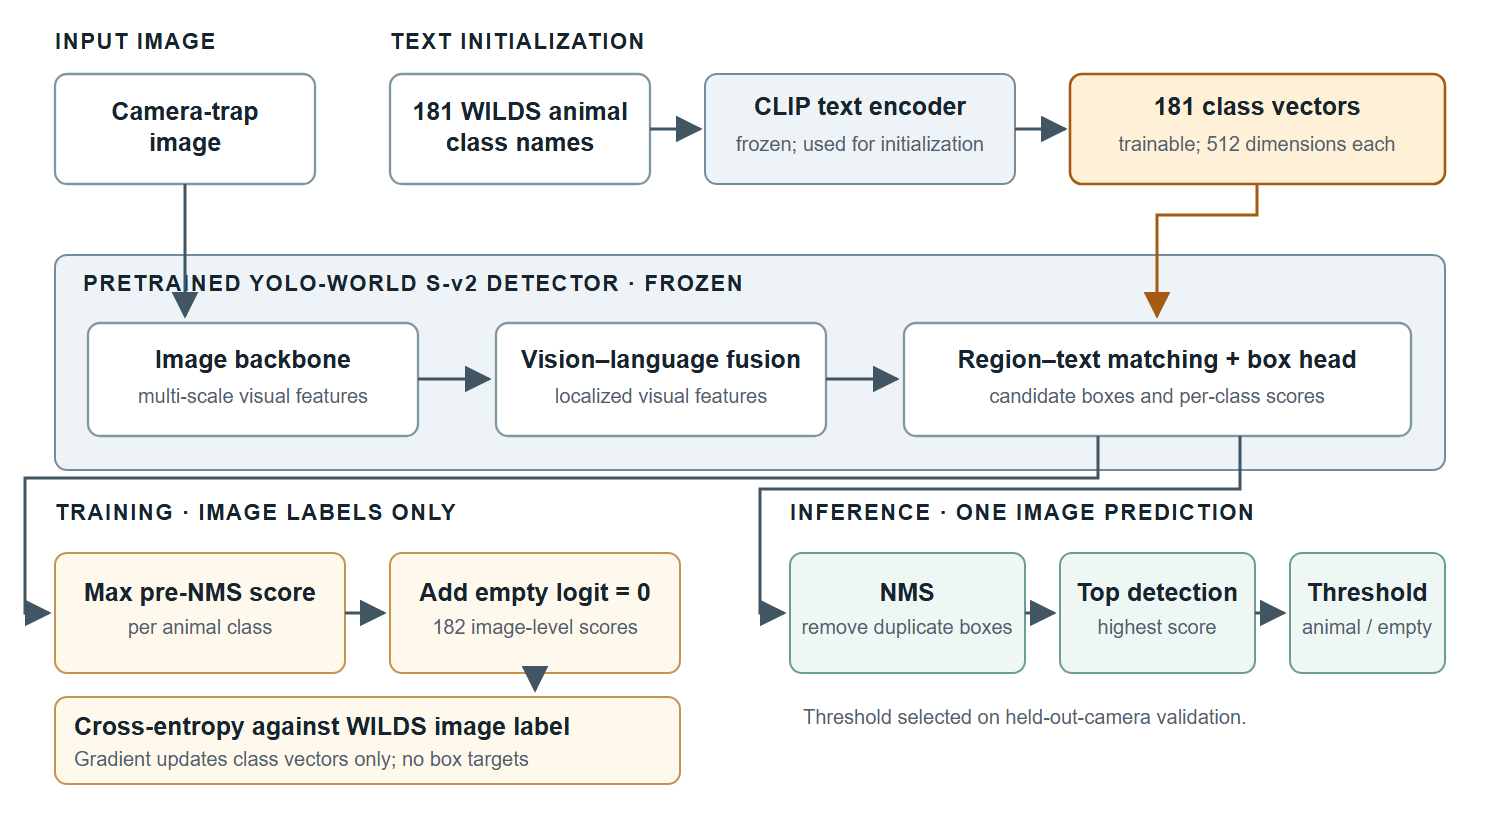 INPUT IMAGE
TEXT INITIALIZATION
Camera-trap
image
181 WILDS animal
class names
CLIP text encoder
frozen; used for initialization
181 class vectors
trainable; 512 dimensions each
PRETRAINED YOLO-WORLD S-v2 DETECTOR · FROZEN
Image backbone
multi-scale visual features
Vision–language fusion
localized visual features
Region–text matching + box head
candidate boxes and per-class scores
TRAINING · IMAGE LABELS ONLY
Max pre-NMS score
per animal class
Add empty logit = 0
182 image-level scores
Cross-entropy against WILDS image label
Gradient updates class vectors only; no box targets
INFERENCE · ONE IMAGE PREDICTION
NMS
remove duplicate boxes
Top detection
highest score
Threshold
animal / empty
Threshold selected on held-out-camera validation.